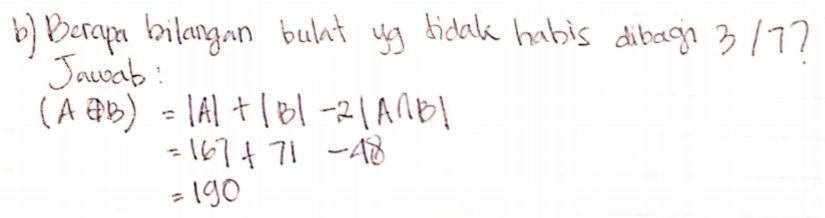 b) Berapa bilangan bulat yg tidak habis dibagi 3/7?
Jawab :
(A ⊕ B) = |A| + |B| - 2|A∩B|
= 167 + 71 - 48
= 190